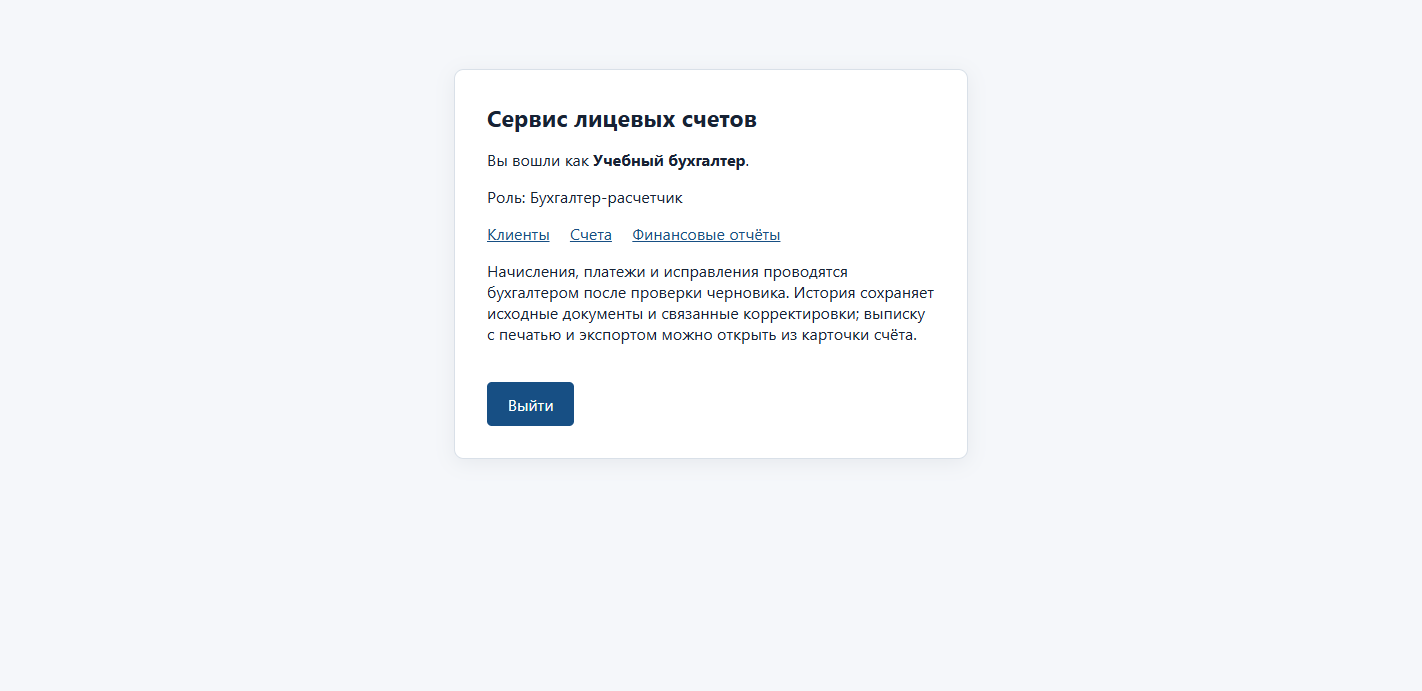 Сервис лицевых счетов
Вы вошли как Учебный бухгалтер.
Роль: Бухгалтер-расчетчик
Клиенты Счета Финансовые отчёты
Начисления, платежи и исправления проводятся
бухгалтером после проверки черновика. История сохраняет
исходные документы и связанные корректировки; выписку
с печатью и экспортом можно открыть из карточки счёта.
Выйти